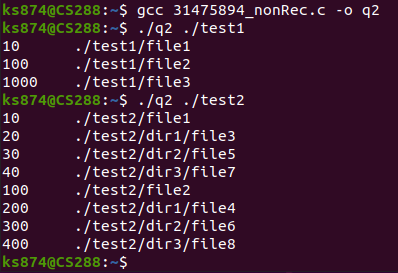 ks874@CS288:~$ gcc 31475894_nonRec.c -o q2
ks874@CS288:~$ ./q2 ./test1
10      ./test1/file1
100     ./test1/file2
1000    ./test1/file3
ks874@CS288:~$ ./q2 ./test2
10      ./test2/file1
20      ./test2/dir1/file3
30      ./test2/dir2/file5
40      ./test2/dir3/file7
100     ./test2/file2
200     ./test2/dir1/file4
300     ./test2/dir2/file6
400     ./test2/dir3/file8
ks874@CS288:~$